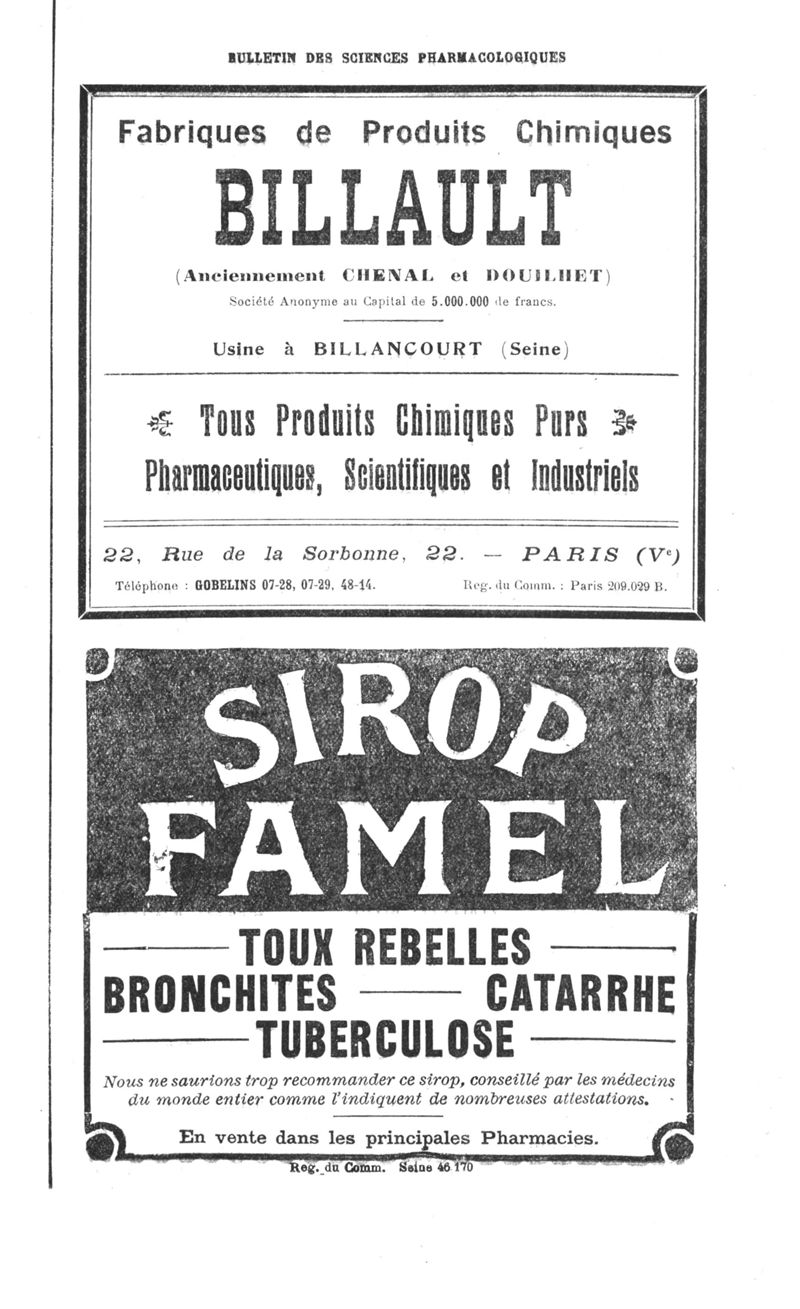 BULLETIN DES SCIENCES PHARMACOLOGIQUES
Fabriques de Produits Chimiques
BILLAULT
(Anciennement CHENAL et DOUILHET)
Société Anonyme au Capital de 5.000.000 de francs.
Usine à BILLANCOURT (Seine)
Tous Produits Chimiques Purs
Pharmaceutiques, Scientifiques et Industriels
22, Rue de la Sorbonne, 22. — PARIS (Ve)
Téléphone : GOBELINS 07-28, 07-29, 48-14. Reg. du Comm. : Paris 209.029 B.
SIROP
FAMEL
TOUX REBELLES
BRONCHITES — CATARRHE
TUBERCULOSE
Nous ne saurions trop recommander ce sirop, conseillé par les médecins
du monde entier comme l'indiquent de nombreuses attestations.
En vente dans les principales Pharmacies.
Reg. du Comm. Seine 46 170